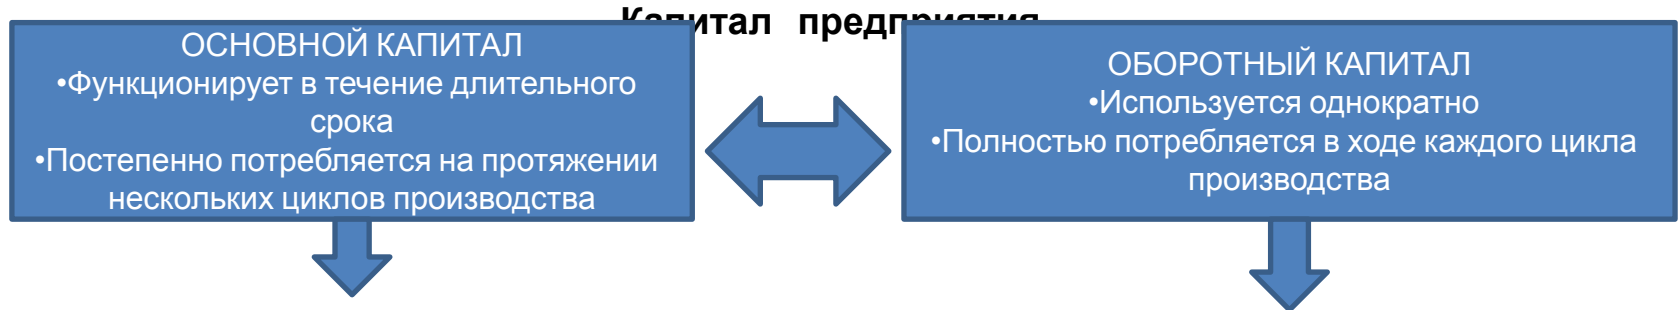 Капитал предприятия
ОСНОВНОЙ КАПИТАЛ
•Функционирует в течение длительного
срока
•Постепенно потребляется на протяжении
нескольких циклов производства
ОБОРОТНЫЙ КАПИТАЛ
•Используется однократно
•Полностью потребляется в ходе каждого цикла
производства